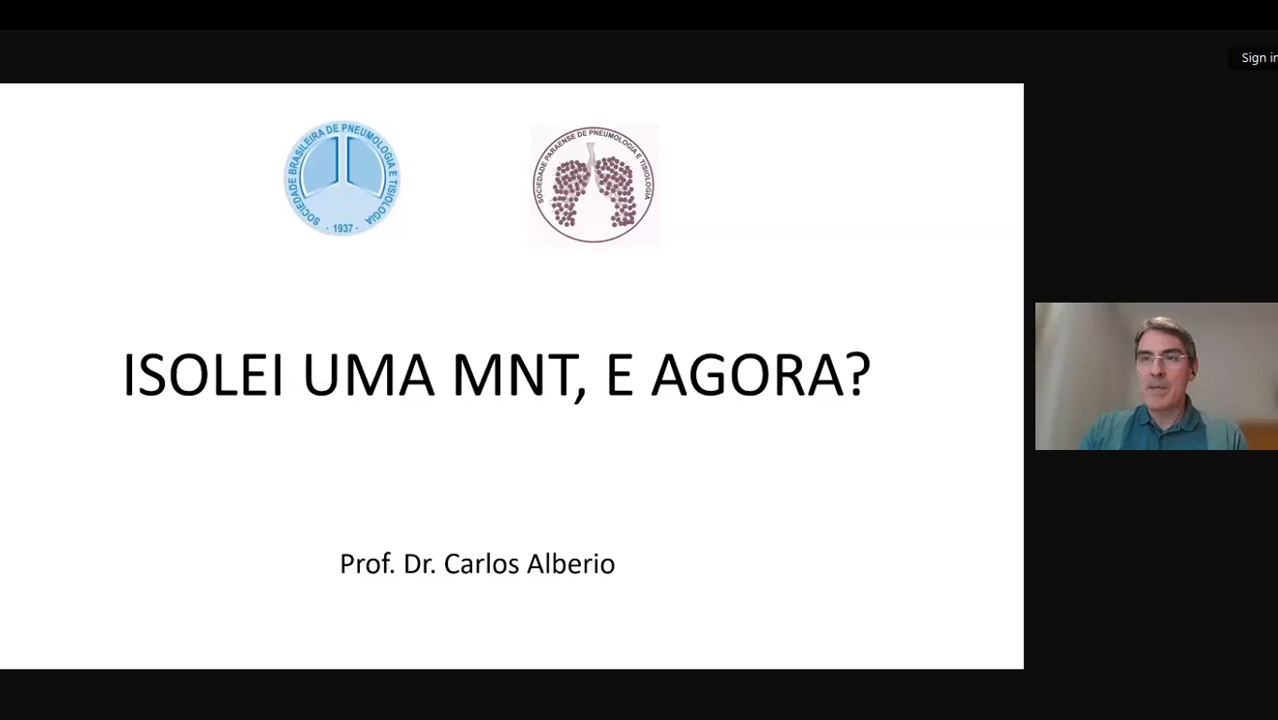 Sign in
SOCIEDADE BRASILEIRA DE PNEUMOLOGIA E TISIOLOGIA
· 1937 ·
SOCIEDADE PARAENSE DE PNEUMOLOGIA E TISIOLOGIA
ISOLEI UMA MNT, E AGORA?
Prof. Dr. Carlos Alberio